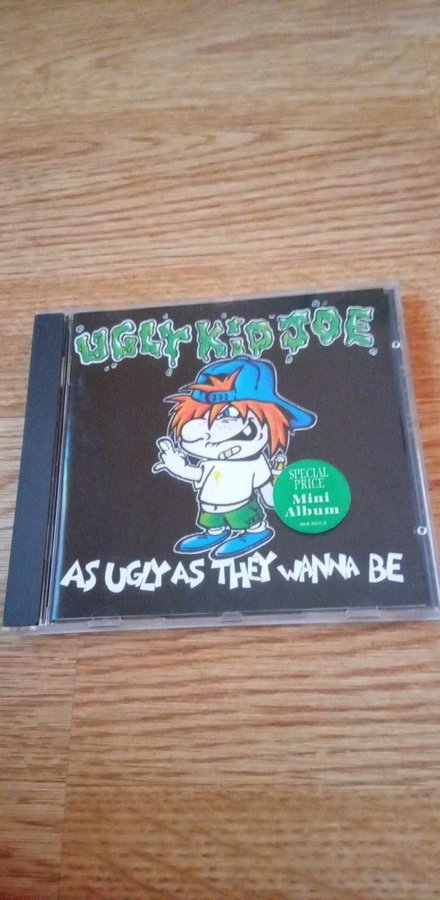 UGLY KiD JOE
SPECIAL
PRICE
Mini
Album
AS UGLY AS THEY WANNA BE